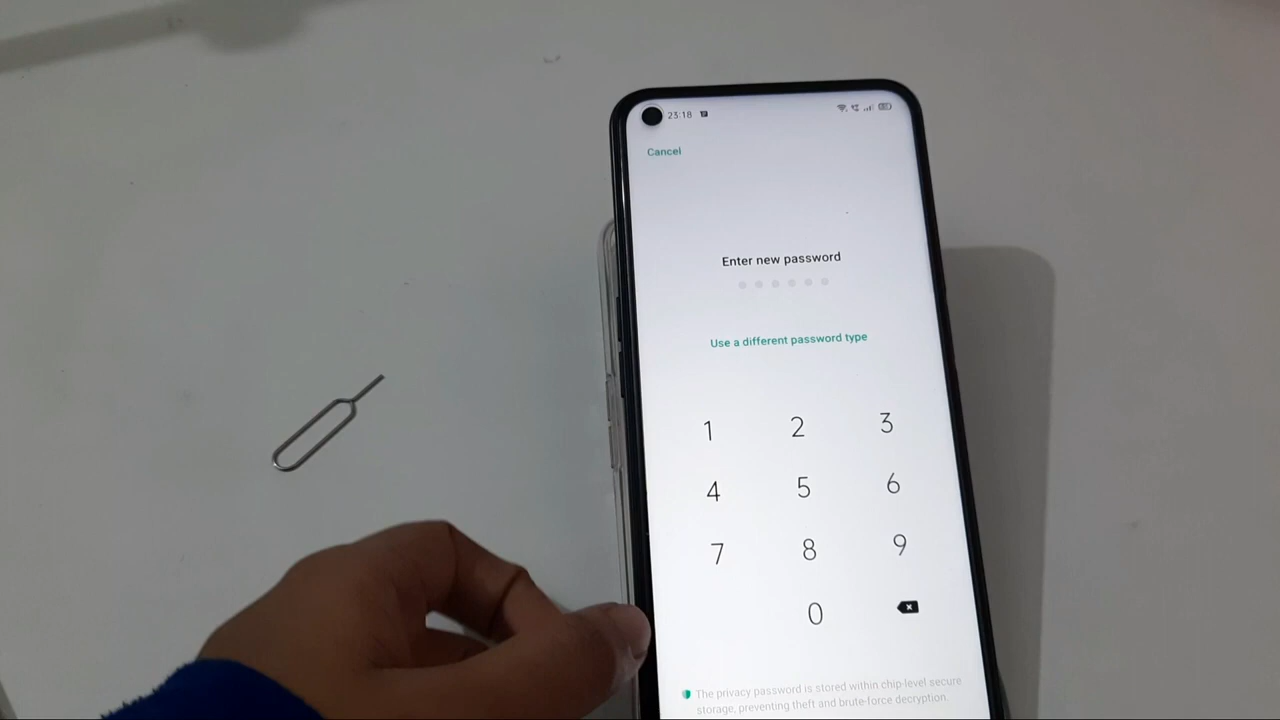 23:18
Cancel
Enter new password
Use a different password type
1 2 3
4 5 6
7 8 9
0
The privacy password is stored within chip-level secure
storage, preventing theft and brute-force decryption.